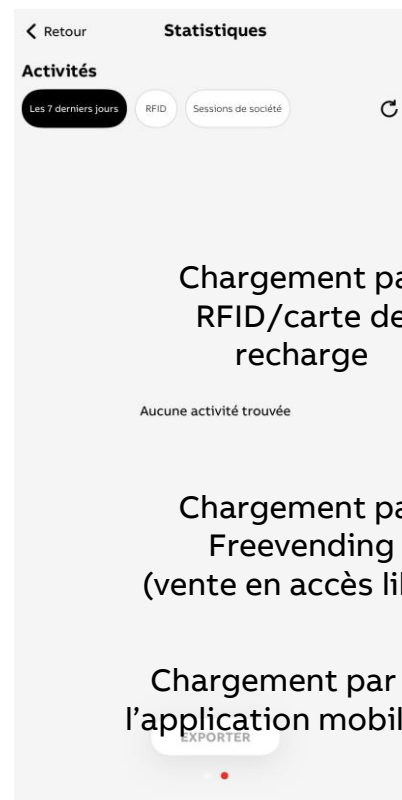 Retour
Statistiques
Activités
Les 7 derniers jours
RFID
Sessions de société
Chargement pa
RFID/carte de
recharge
Aucune activité trouvée
Chargement pa
Freevending
(vente en accès li
Chargement par
l'application mobil
EXPORTER